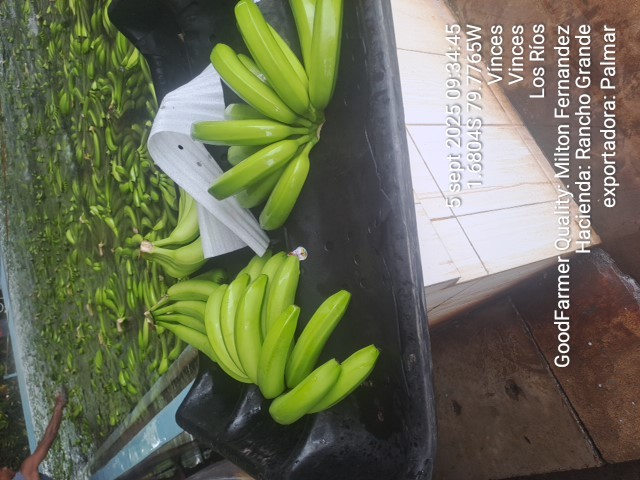 5 sept 2025 09:34:45
1.6804S 79.7765W
Vínces
Vinces
Los Ríos
GoodFarmer Quality: Milton Fernandez
Hacienda: Rancho Grande
exportadora: Palmar